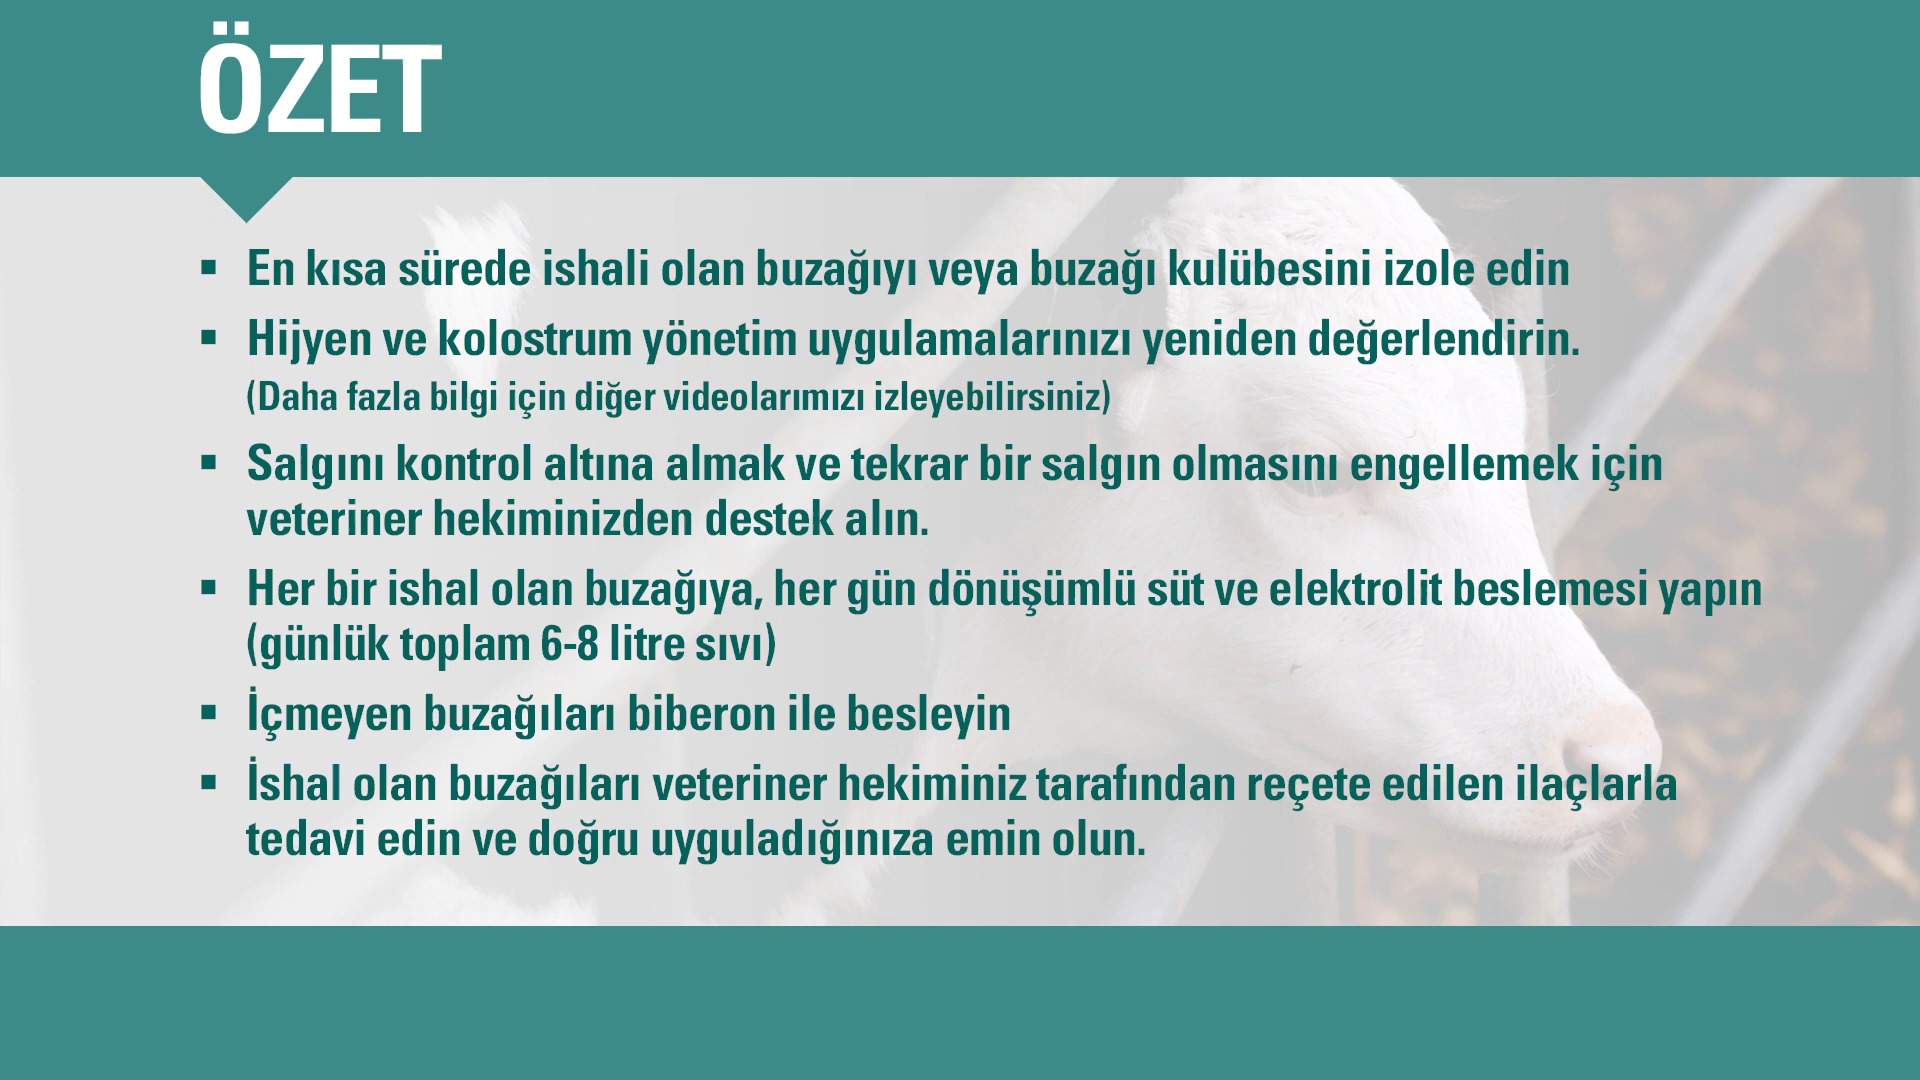 ÖZET
▪ En kısa sürede ishali olan buzağıyı veya buzağı kulübesini izole edin
▪ Hijyen ve kolostrum yönetim uygulamalarınızı yeniden değerlendirin.
(Daha fazla bilgi için diğer videolarımızı izleyebilirsiniz)
▪ Salgını kontrol altına almak ve tekrar bir salgın olmasını engellemek için
veteriner hekiminizden destek alın.
▪ Her bir ishal olan buzağıya, her gün dönüşümlü süt ve elektrolit beslemesi yapın
(günlük toplam 6-8 litre sıvı)
▪ İçmeyen buzağıları biberon ile besleyin
▪ İshal olan buzağıları veteriner hekiminiz tarafından reçete edilen ilaçlarla
tedavi edin ve doğru uyguladığınıza emin olun.